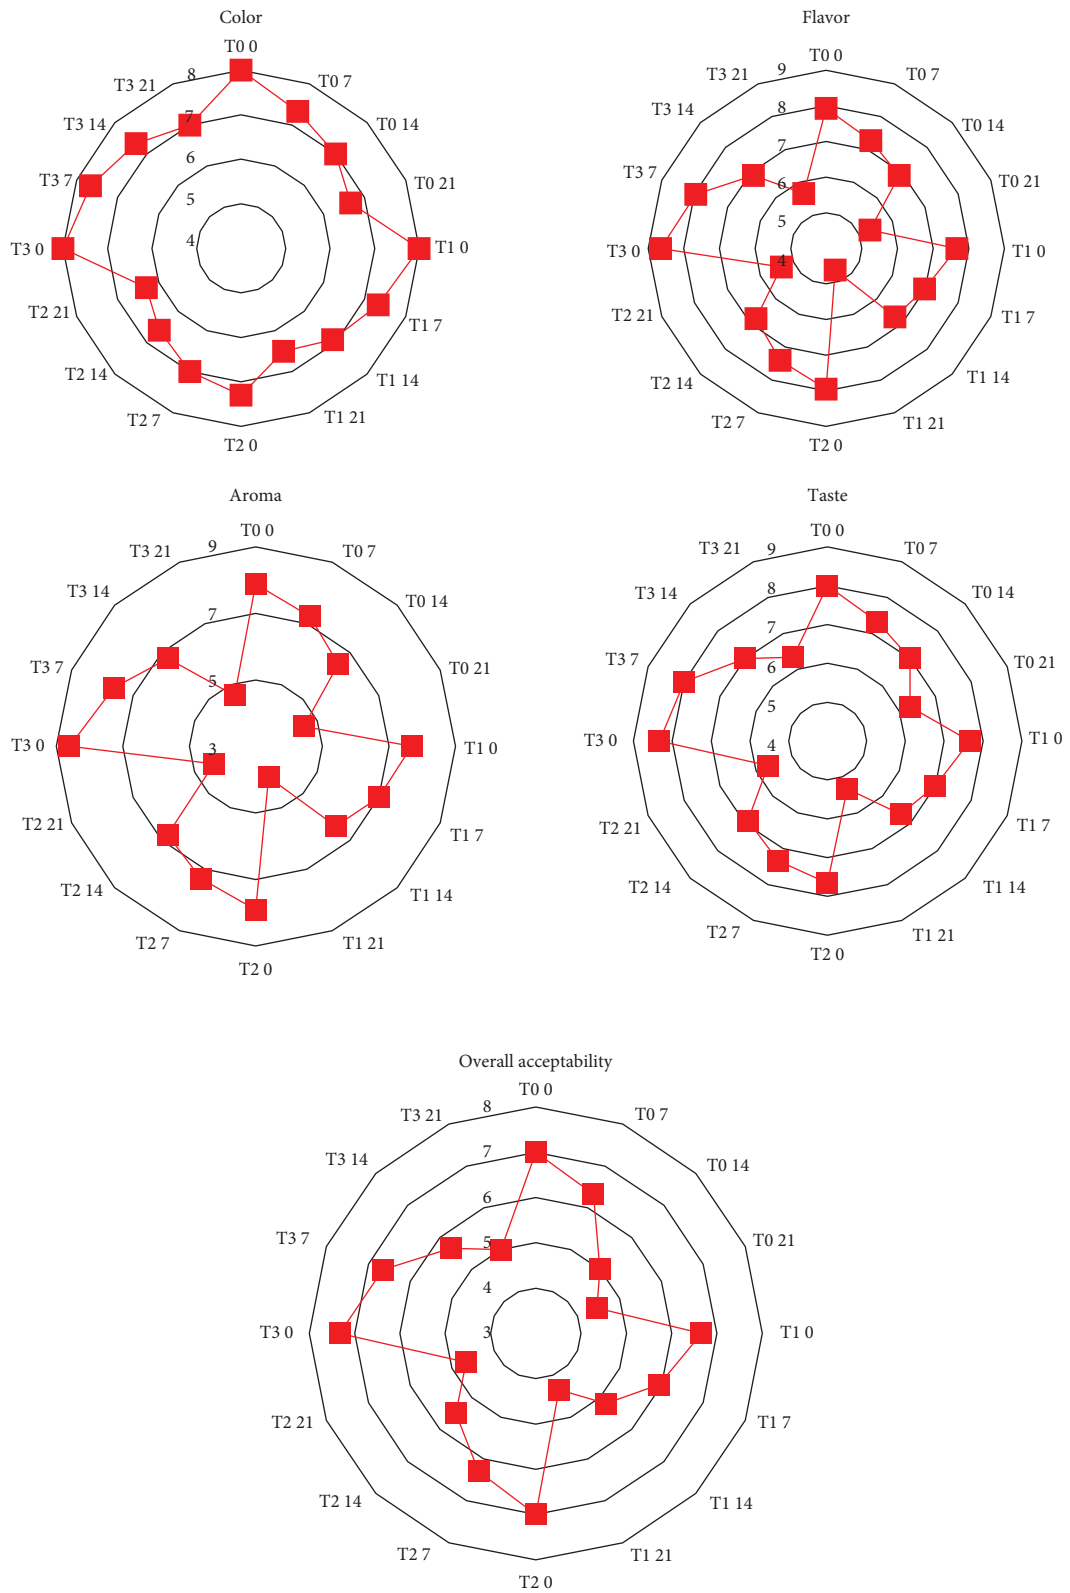 Color
T0 0
T0 7
T0 14
T0 21
T1 0
T1 7
T1 14
T1 21
T2 0
T2 7
T2 14
T2 21
T3 0
T3 7
T3 14
T3 21
8
7
6
5
4
Flavor
T0 0
T0 7
T0 14
T0 21
T1 0
T1 7
T1 14
T1 21
T2 0
T2 7
T2 14
T2 21
T3 0
T3 7
T3 14
T3 21
9
8
7
6
5
4
Aroma
T0 0
T0 7
T0 14
T0 21
T1 0
T1 7
T1 14
T1 21
T2 0
T2 7
T2 14
T2 21
T3 0
T3 7
T3 14
T3 21
9
7
5
3
Taste
T0 0
T0 7
T0 14
T0 21
T1 0
T1 7
T1 14
T1 21
T2 0
T2 7
T2 14
T2 21
T3 0
T3 7
T3 14
T3 21
9
8
7
6
5
4
Overall acceptability
T0 0
T0 7
T0 14
T0 21
T1 0
T1 7
T1 14
T1 21
T2 0
T2 7
T2 14
T2 21
T3 0
T3 7
T3 14
T3 21
8
7
6
5
4
3